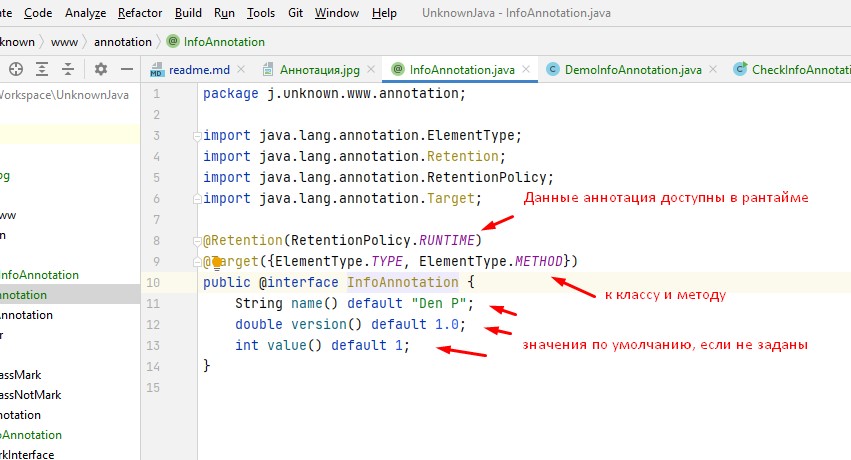 ate Code Analyze Refactor Build Run Tools Git Window Help UnknownJava - InfoAnnotation.java
known www annotation InfoAnnotation
readme.md Аннотация.jpg InfoAnnotation.java DemoInfoAnnotation.java CheckInfoAnnotati
Workspace\UnknownJava
1 package j.unknown.www.annotation;
2
3 import java.lang.annotation.ElementType;
4 import java.lang.annotation.Retention;
5 import java.lang.annotation.RetentionPolicy;
6 import java.lang.annotation.Target;
Данные аннотация доступны в рантайме
7
8 @Retention(RetentionPolicy.RUNTIME)
9 @Target({ElementType.TYPE, ElementType.METHOD})
10 public @interface InfoAnnotation {
к классу и методу
11 String name() default "Den P";
12 double version() default 1.0;
13 int value() default 1;
значения по умолчанию, если не заданы
14 }
15
pg
ww
n
nfoAnnotation
nnotation
Annotation
r
assMark
assNotMark
notation
foAnnotation
rkInterface